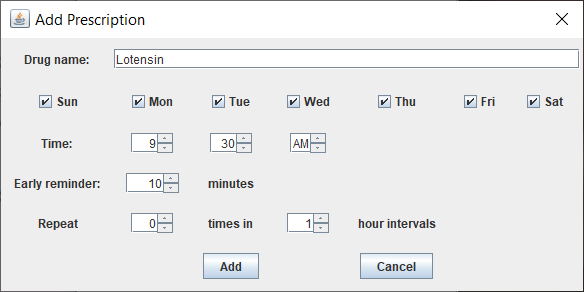 Add Prescription
Drug name: Lotensin
Sun Mon Tue Wed Thu Fri Sat
Time: 9 30 AM
Early reminder: 10 minutes
Repeat 0 times in 1 hour intervals
Add Cancel